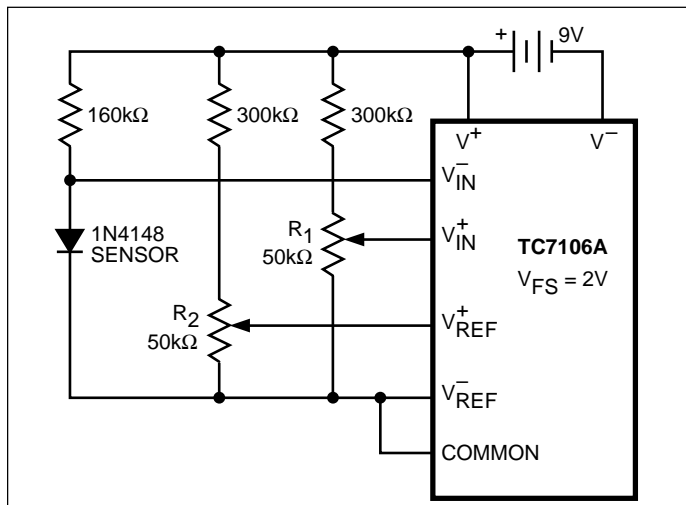 + 9V
160kΩ 300kΩ 300kΩ
V+ V–
V–IN
1N4148
SENSOR
R1
50kΩ
V+IN
TC7106A
VFS = 2V
R2
50kΩ
V+REF
V–REF
COMMON